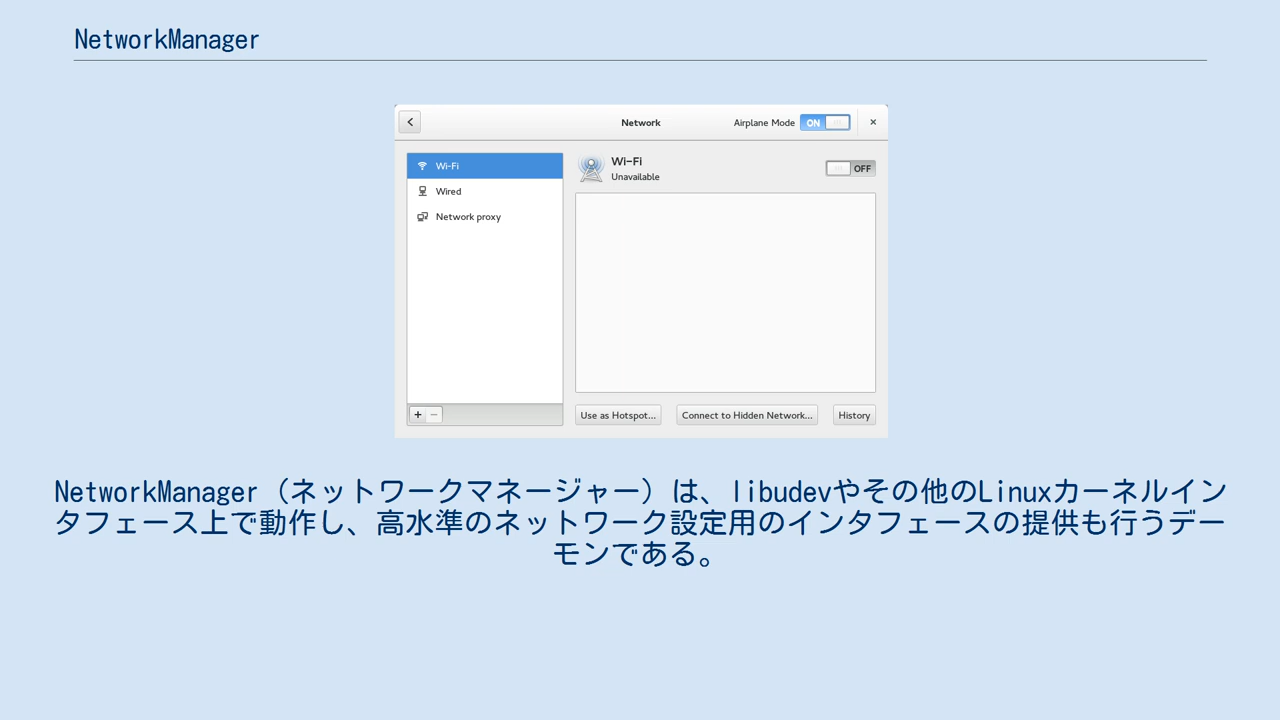 NetworkManager
Network
Airplane Mode
ON
Wi-Fi
Wired
Network proxy
Wi-Fi
Unavailable
OFF
Use as Hotspot...
Connect to Hidden Network...
History
NetworkManager（ネットワークマネージャー）は、libudevやその他のLinuxカーネルイン
タフェース上で動作し、高水準のネットワーク設定用のインタフェースの提供も行うデー
モンである。